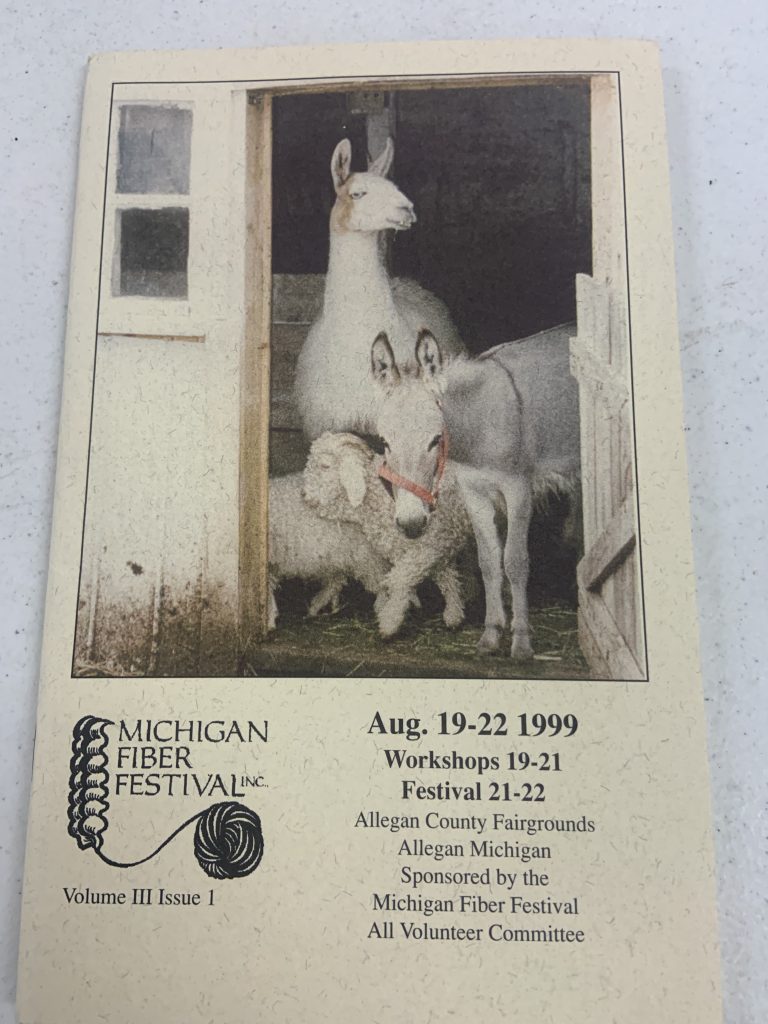 MICHIGAN
FIBER
FESTIVAL INC.
Volume III Issue 1
Aug. 19-22 1999
Workshops 19-21
Festival 21-22
Allegan County Fairgrounds
Allegan Michigan
Sponsored by the
Michigan Fiber Festival
All Volunteer Committee